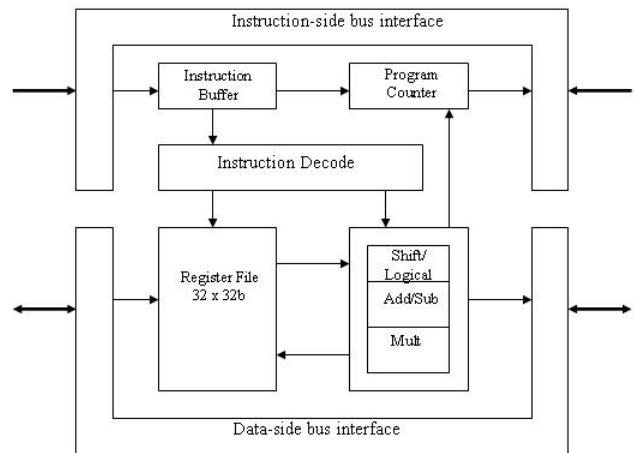 Instruction-side bus interface
Instruction
Buffer
Program
Counter
Instruction Decode
Register File
32 x 32b
Shift/
Logical
Add/Sub
Mult
Data-side bus interface